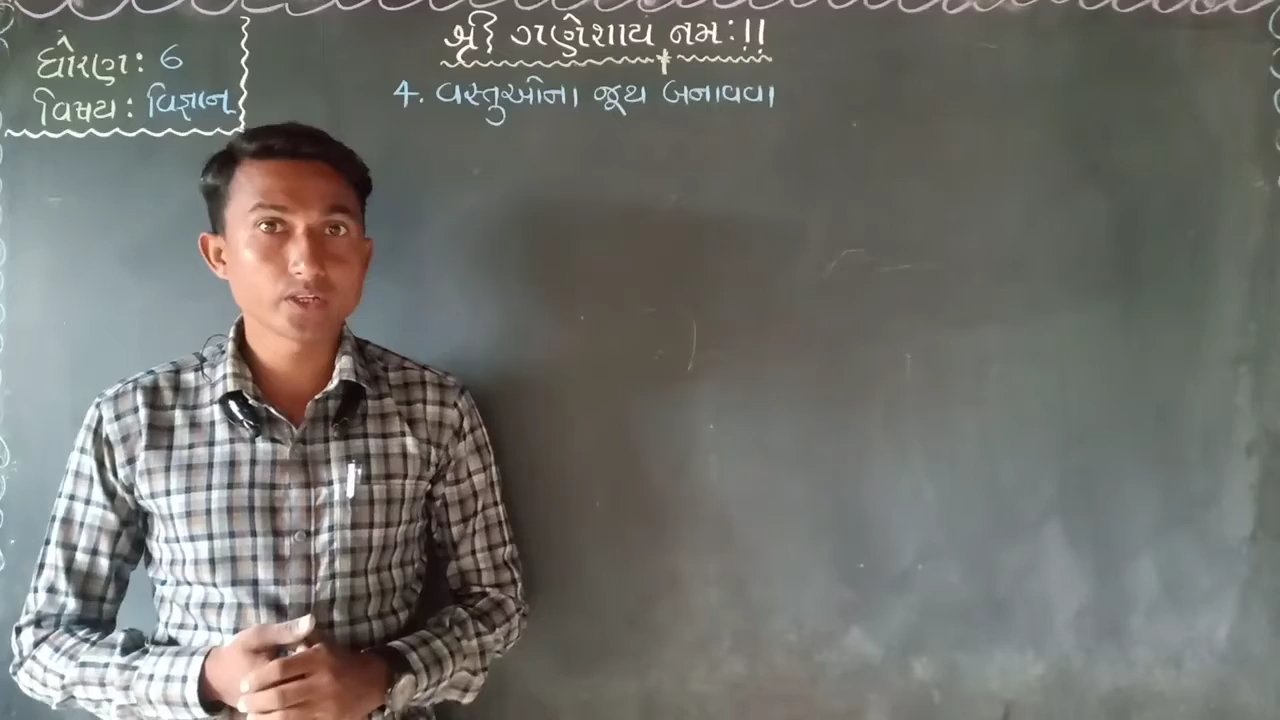 શ્રી ગણેશાય નમઃ!!
ધોરણ: 6
વિષય: વિજ્ઞાન
4. વસ્તુઓના જૂથ બનાવવા